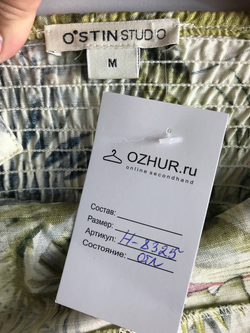 O'STIN STUDIO
M
OZHUR.ru
online secondhand
Состав:
Размер:
Артикул: Н-8325
Состояние: отл